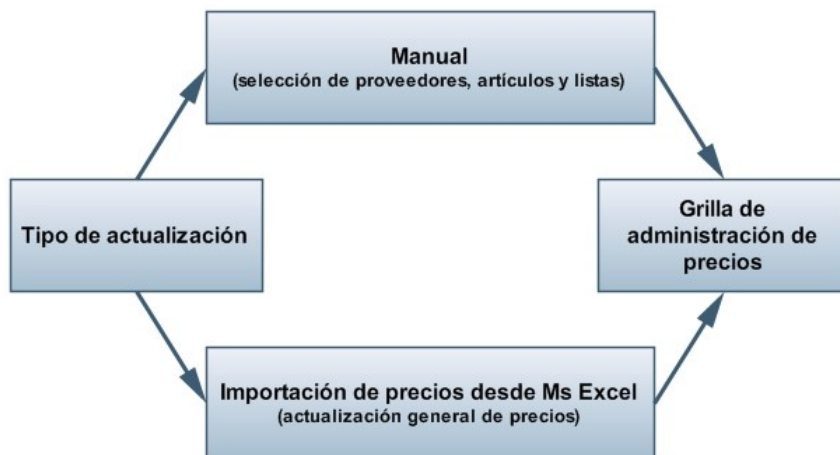 Manual
(selección de proveedores, artículos y listas)
Tipo de actualización
Grilla de
administración de
precios
Importación de precios desde Ms Excel
(actualización general de precios)